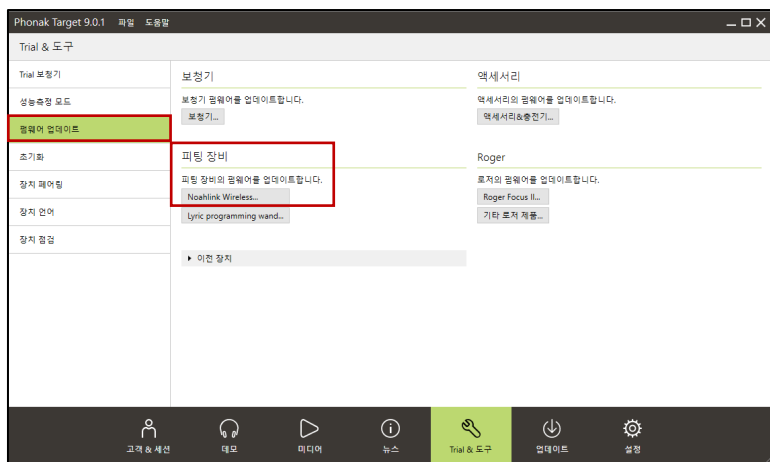 Phonak Target 9.0.1 파일 도움말
Trial & 도구
Trial 보청기
성능측정 모드
펌웨어 업데이트
초기화
장치 페어링
장치 언어
장치 점검
보청기
보청기 펌웨어를 업데이트합니다.
보청기...
액세서리
액세서리의 펌웨어를 업데이트합니다.
액세서리&충전기...
피팅 장비
피팅 장비의 펌웨어를 업데이트합니다.
Noahlink Wireless...
Lyric programming wand...
Roger
로저의 펌웨어를 업데이트합니다.
Roger Focus II...
기타 로저 제품...
이전 장치
고객 & 세션 데모 미디어 뉴스 Trial & 도구 업데이트 설정